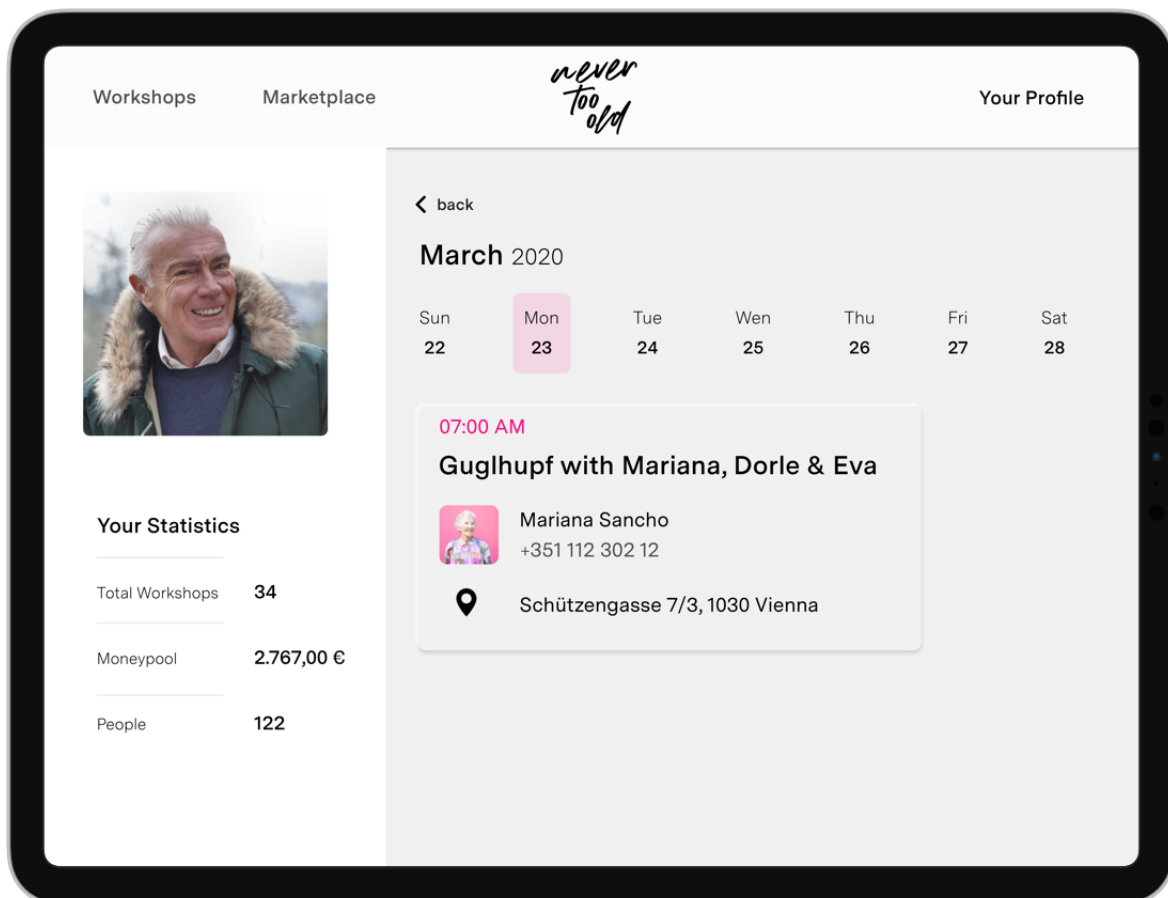 Workshops
Marketplace
never
too
old
Your Profile
back
March 2020
Sun Mon Tue Wen Thu Fri Sat
22 23 24 25 26 27 28
07:00 AM
Guglhupf with Mariana, Dorle & Eva
Mariana Sancho
+351 112 302 12
Schützengasse 7/3, 1030 Vienna
Your Statistics
Total Workshops 34
Moneypool 2.767,00 €
People 122